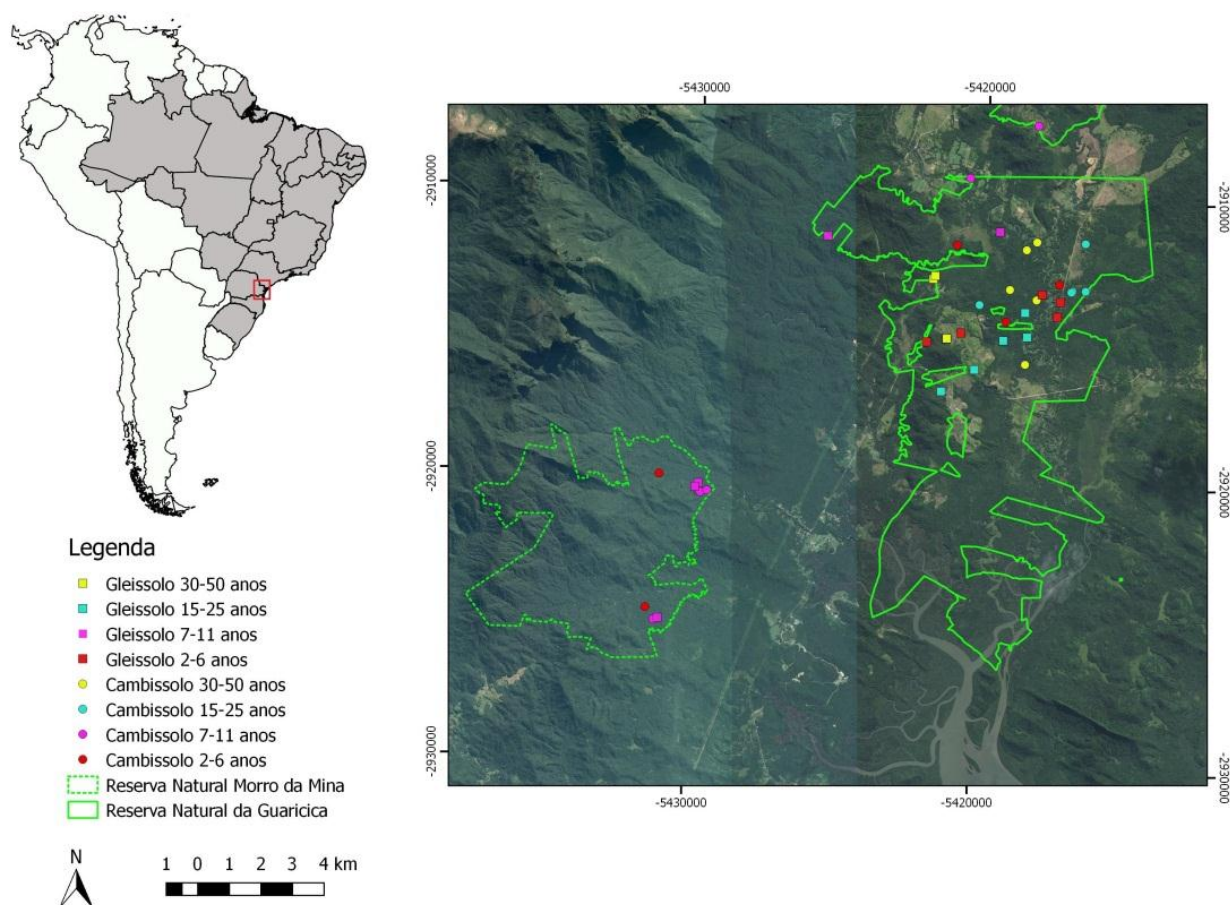 -5430000
-5420000
-2910000
-2910000
-2920000
-2920000
-2930000
-2930000
-5430000
-5420000
Legenda
Gleissolo 30-50 anos
Gleissolo 15-25 anos
Gleissolo 7-11 anos
Gleissolo 2-6 anos
Cambissolo 30-50 anos
Cambissolo 15-25 anos
Cambissolo 7-11 anos
Cambissolo 2-6 anos
Reserva Natural Morro da Mina
Reserva Natural da Guaricica
N
1 0 1 2 3 4 km